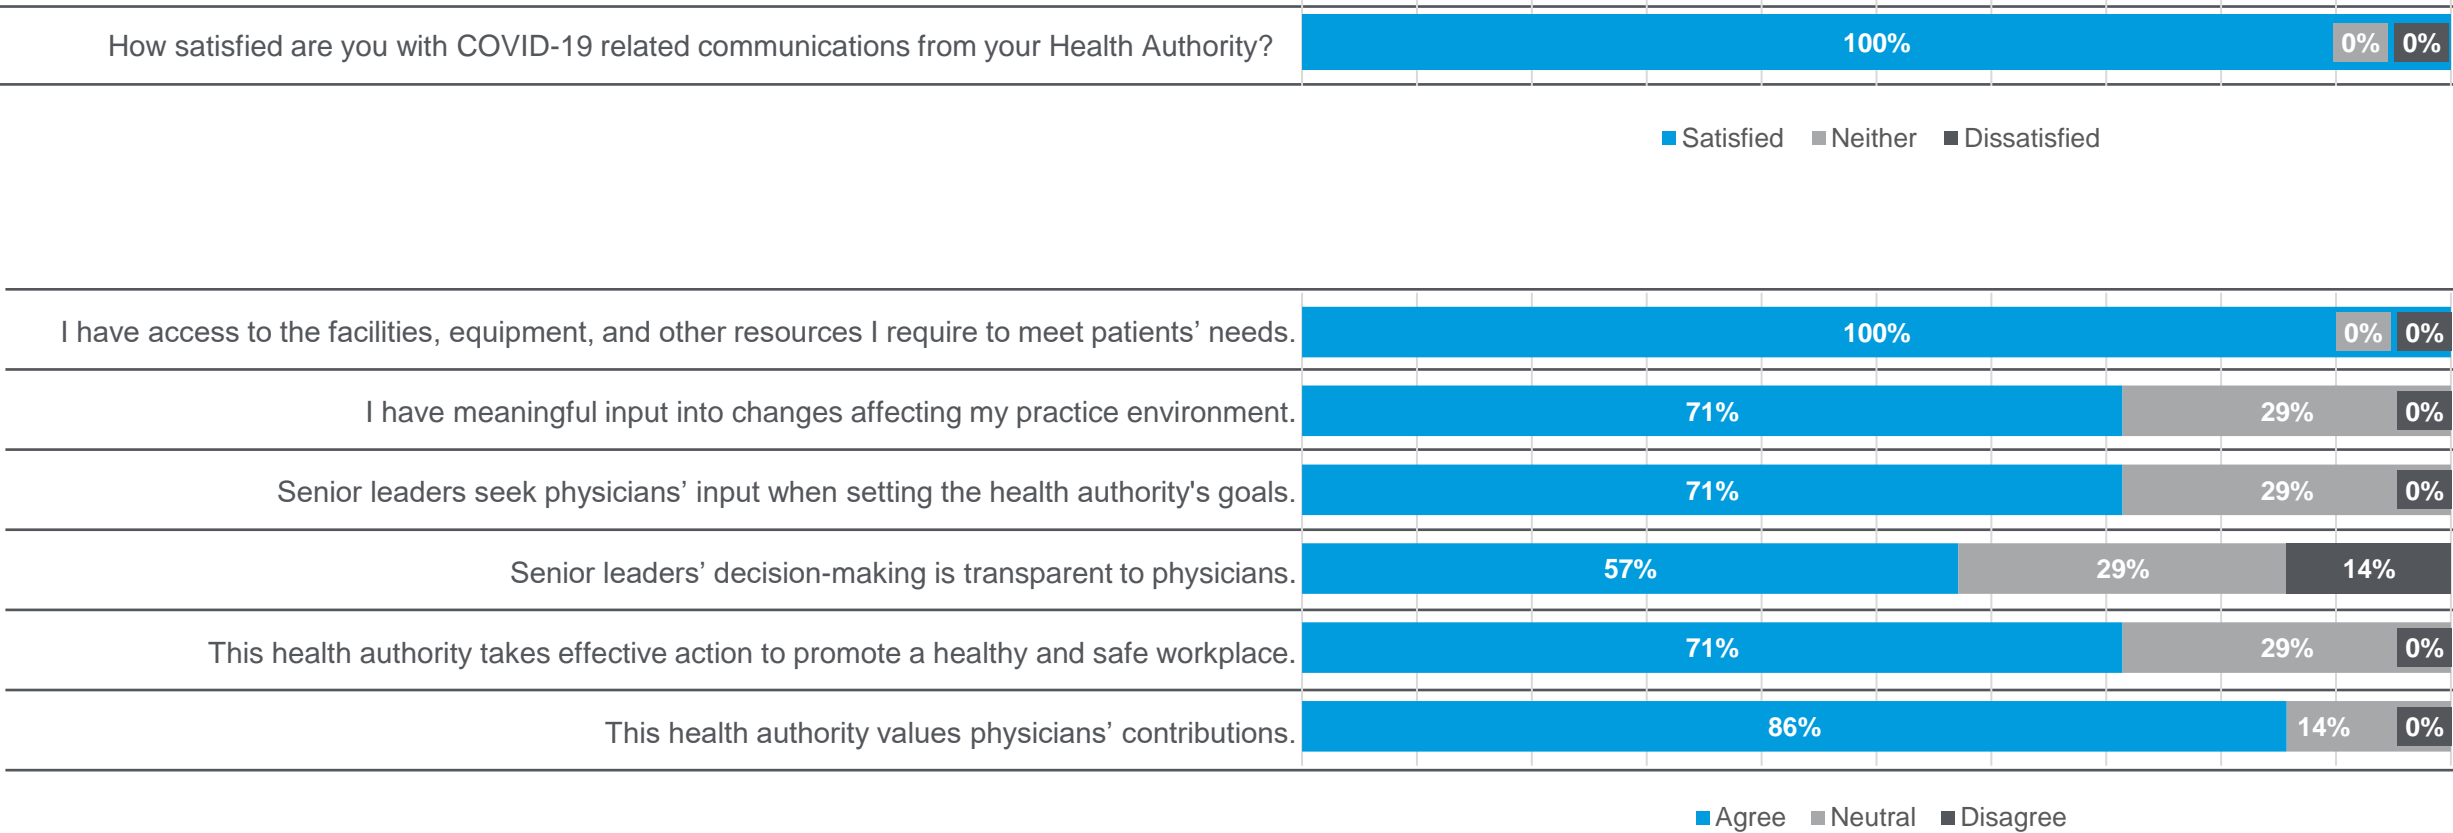 How satisfied are you with COVID-19 related communications from your Health Authority? 100% 0% 0%
Satisfied Neither Dissatisfied
I have access to the facilities, equipment, and other resources I require to meet patients’ needs. 100% 0% 0%
I have meaningful input into changes affecting my practice environment. 71% 29% 0%
Senior leaders seek physicians’ input when setting the health authority's goals. 71% 29% 0%
Senior leaders’ decision-making is transparent to physicians. 57% 29% 14%
This health authority takes effective action to promote a healthy and safe workplace. 71% 29% 0%
This health authority values physicians’ contributions. 86% 14% 0%
Agree Neutral Disagree